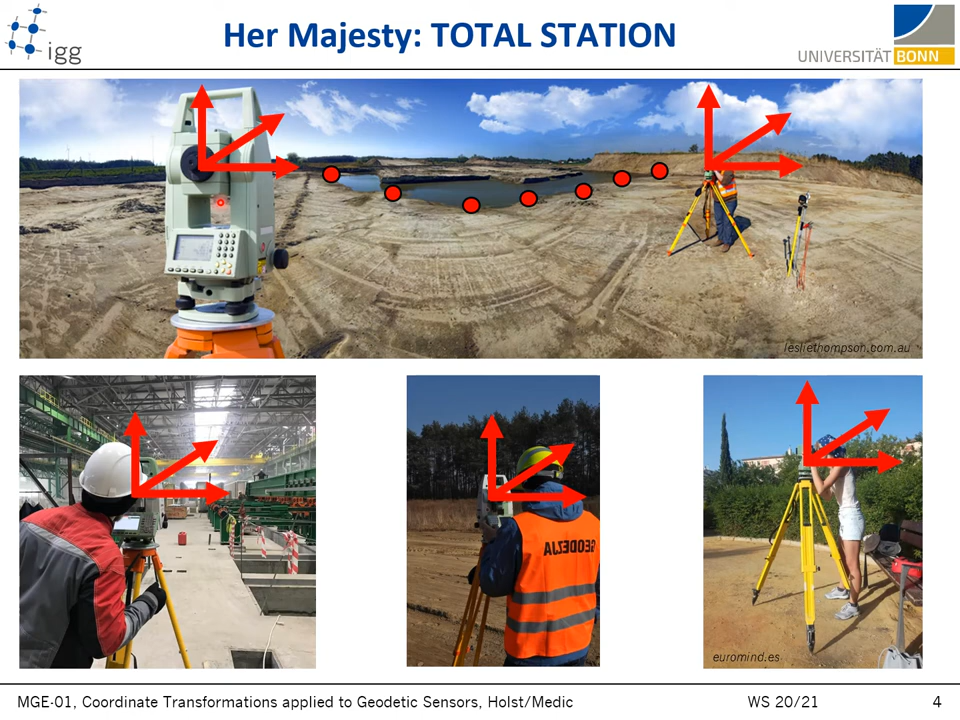 igg
Her Majesty: TOTAL STATION
UNIVERSITÄT BONN
lesliethompson.com.au
GEODEZJA
euromind.es
MGE-01, Coordinate Transformations applied to Geodetic Sensors, Holst/Medic
WS 20/21
4